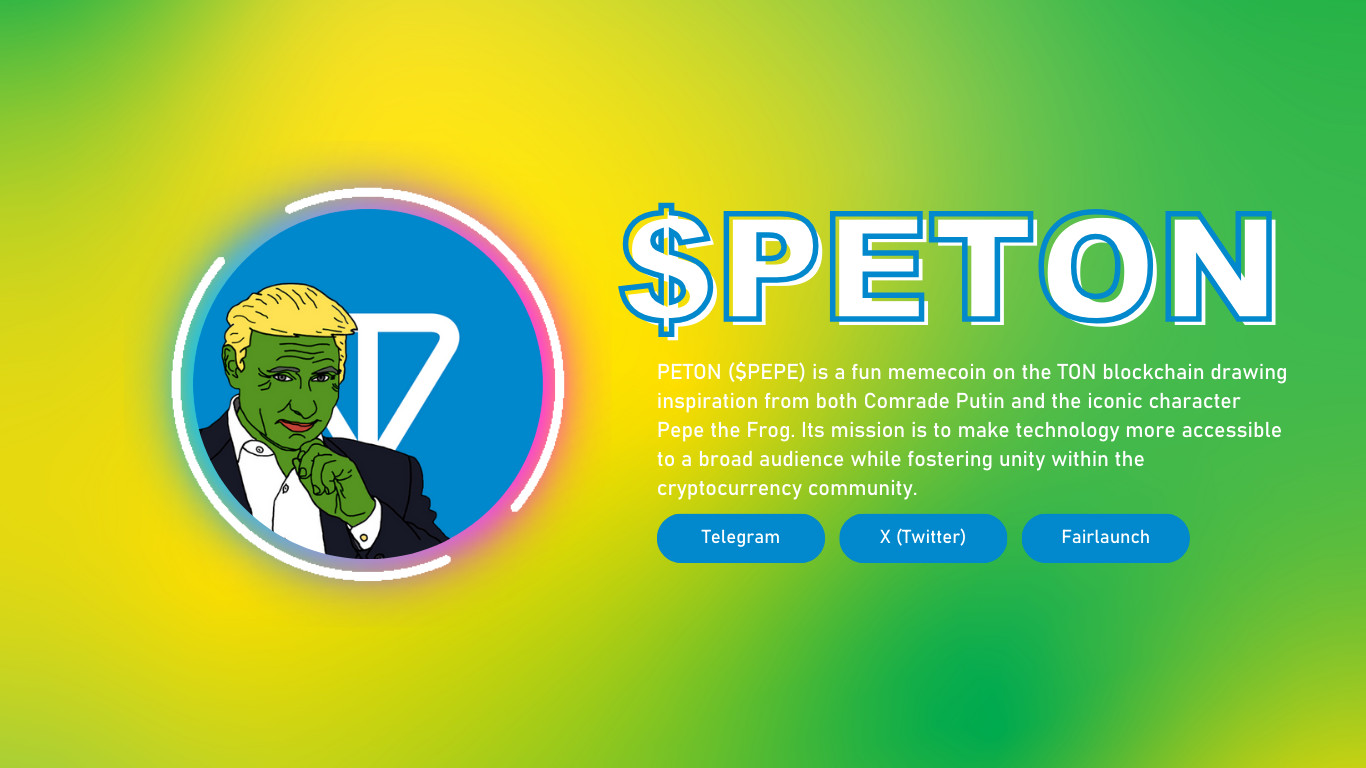 $PETON
PETON ($PEPE) is a fun memecoin on the TON blockchain drawing
inspiration from both Comrade Putin and the iconic character
Pepe the Frog. Its mission is to make technology more accessible
to a broad audience while fostering unity within the
cryptocurrency community.
Telegram
X (Twitter)
Fairlaunch